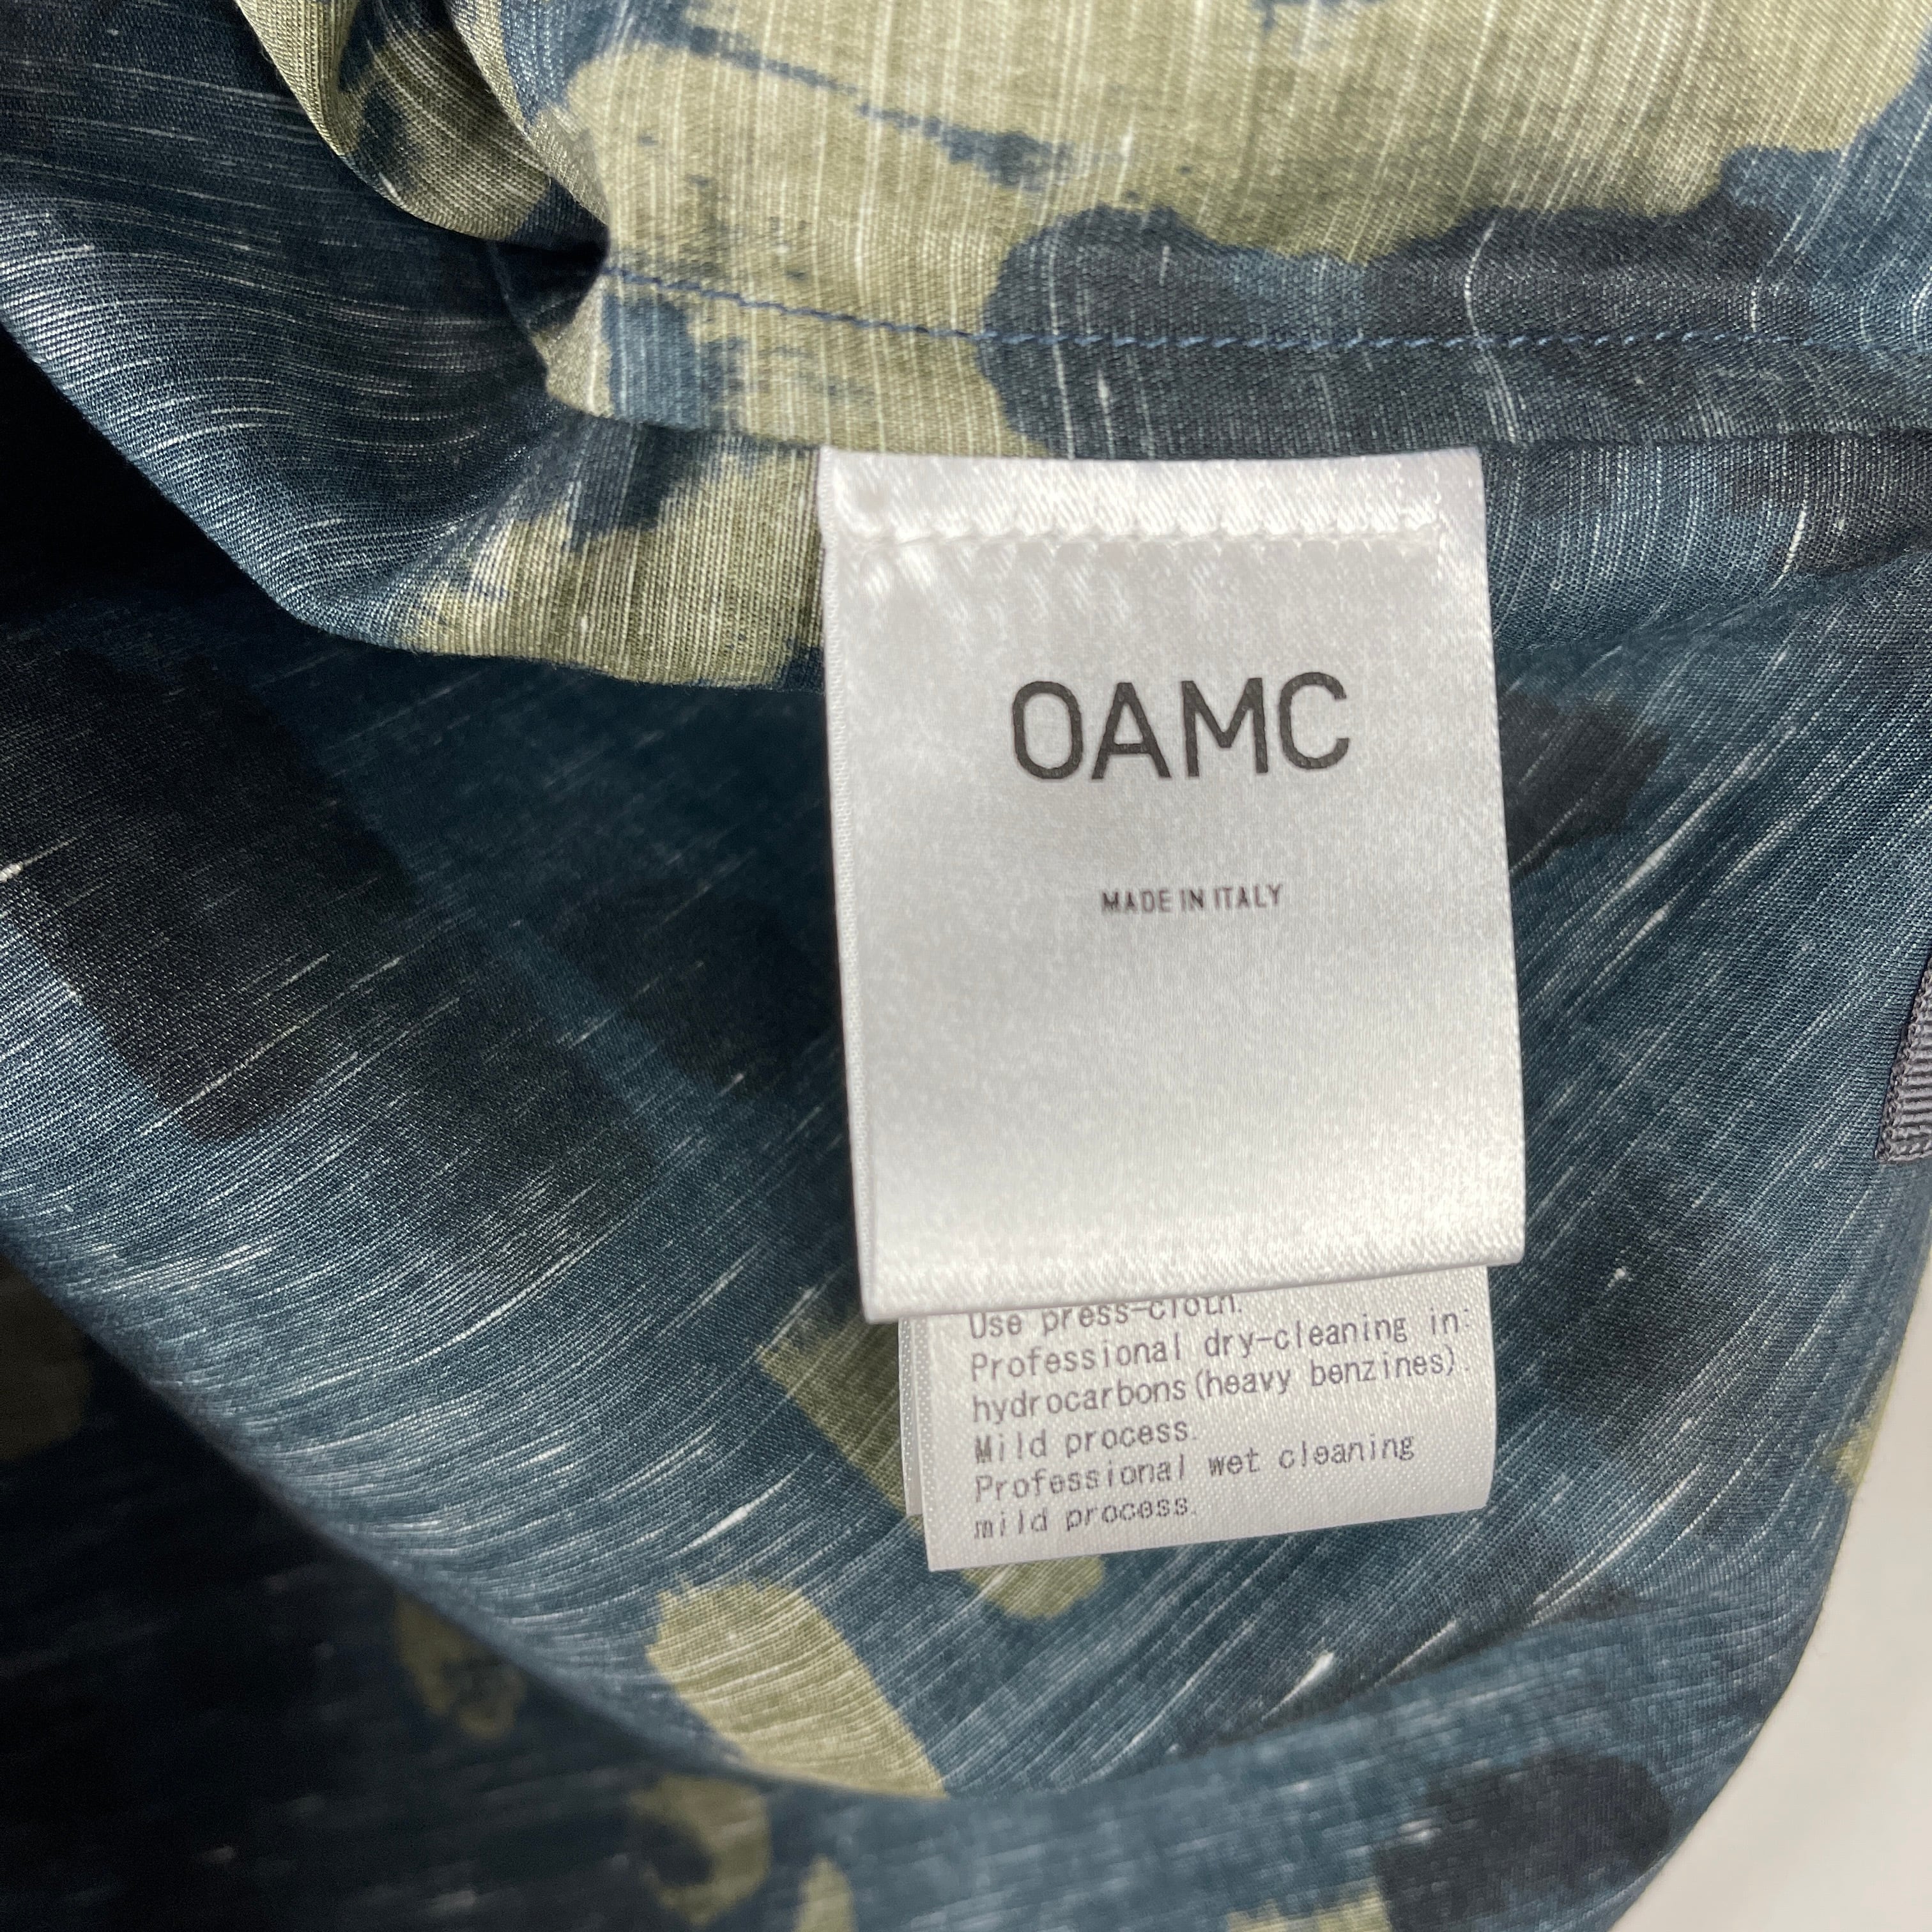 OAMC
MADE IN ITALY
Use press-cloth.
Professional dry-cleaning in:
hydrocarbons(heavy benzines).
Mild process.
Professional wet cleaning
mild process.